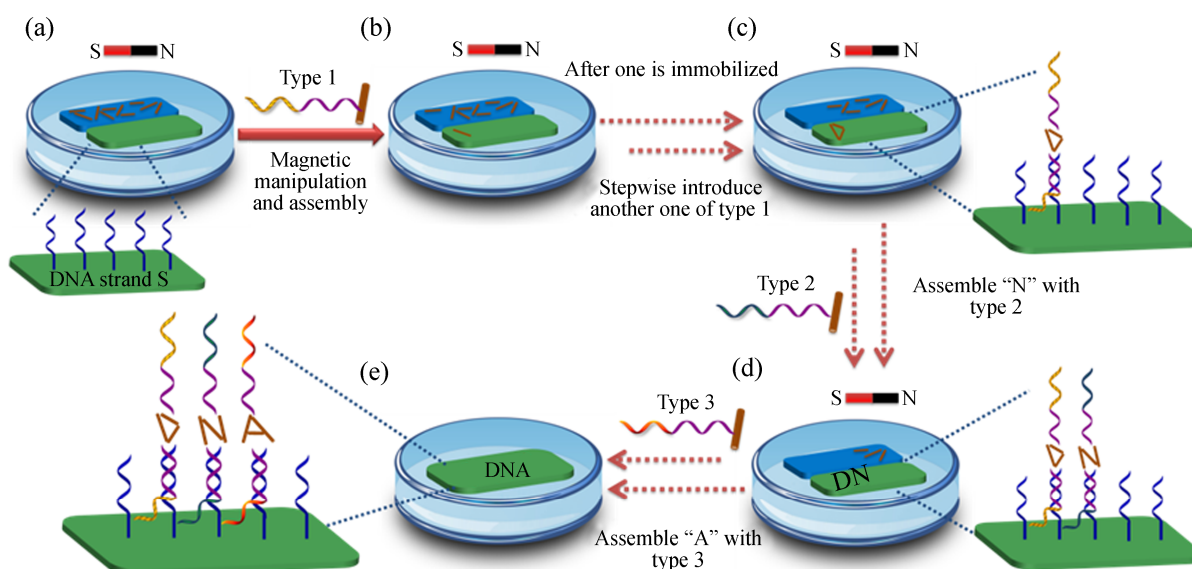 (a)
S N
(b)
S N
(c)
S N
Type 1
Magnetic
manipulation
and assembly
After one is immobilized
Stepwise introduce
another one of type 1
DNA strand S
Type 2
Assemble “N” with
type 2
(d)
S N
DN
(e)
Type 3
DNA
Assemble “A” with
type 3
D N
D N A
D